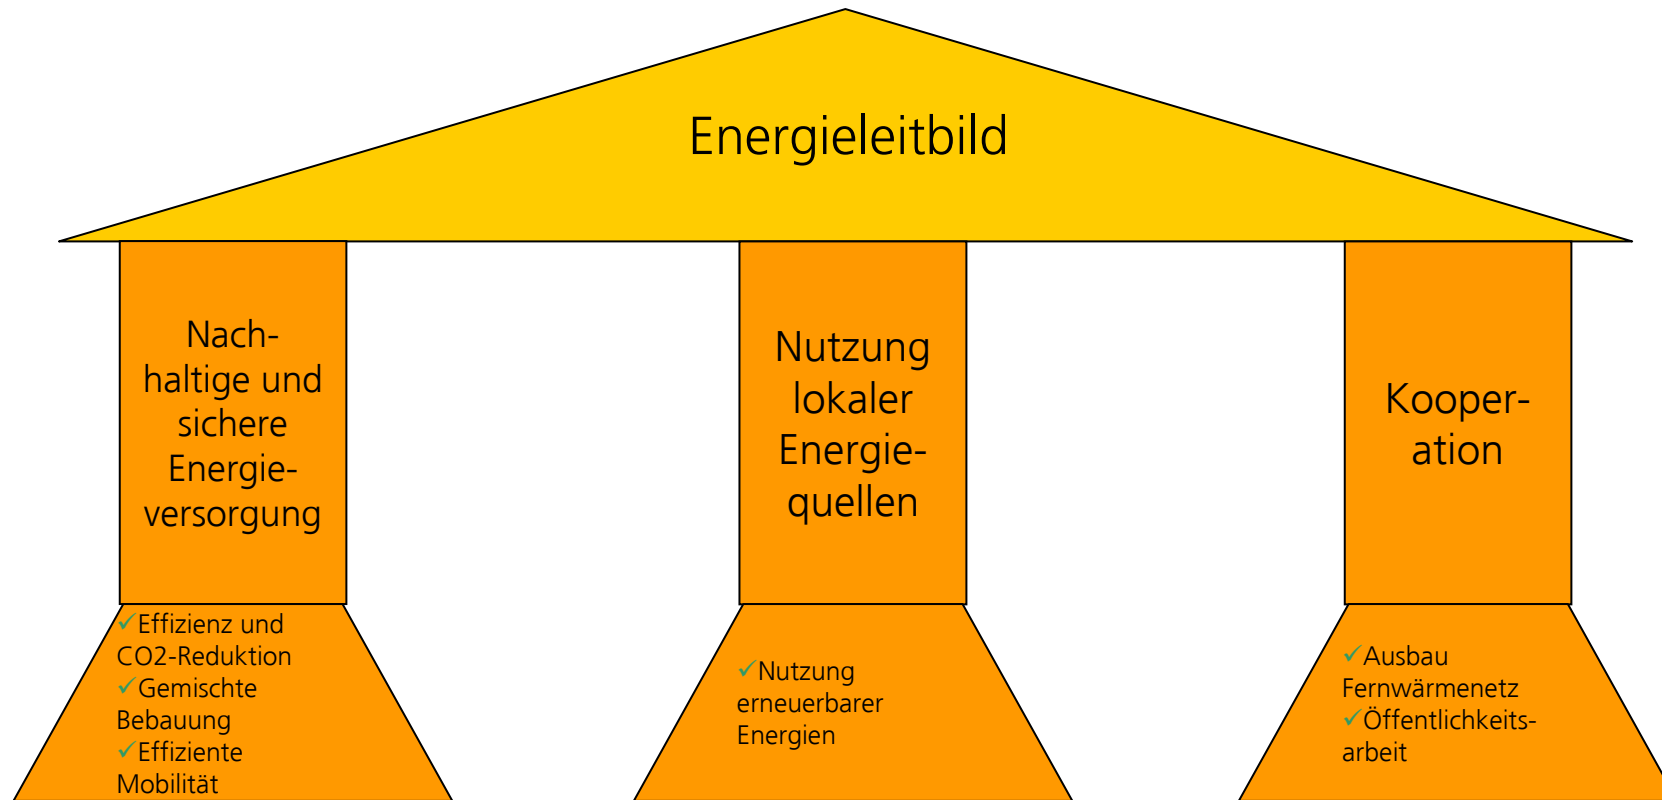 Energieleitbild
Nach-
haltige und
sichere
Energie-
versorgung
Nutzung
lokaler
Energie-
quellen
Kooper-
ation
✓Effizienz und
CO2-Reduktion
✓Gemischte
Bebauung
✓Effiziente
Mobilität
✓Nutzung
erneuerbarer
Energien
✓Ausbau
Fernwärmenetz
✓Öffentlichkeits-
arbeit